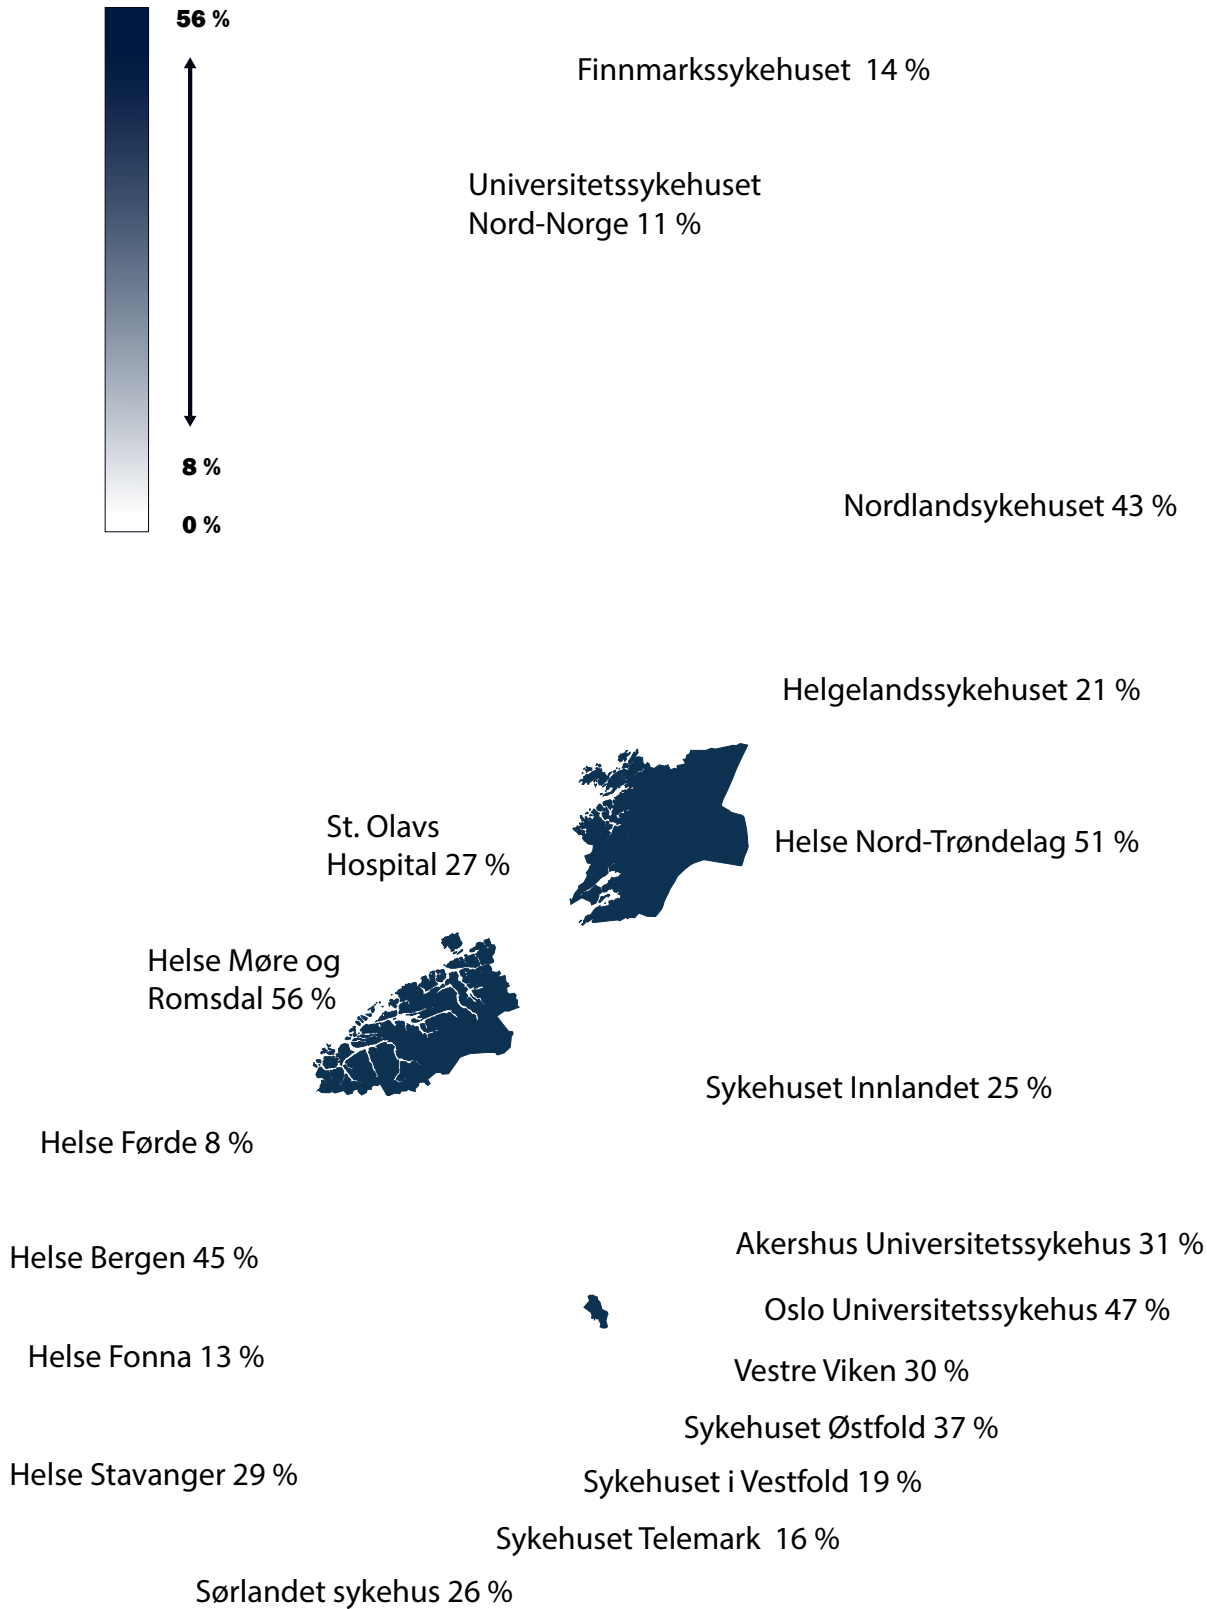 56 %
8 %
0 %
Finnmarkssykehuset 14 %
Universitetssykehuset
Nord-Norge 11 %
Nordlandsykehuset 43 %
Helgelandssykehuset 21 %
St. Olavs
Hospital 27 %
Helse Nord-Trøndelag 51 %
Helse Møre og
Romsdal 56 %
Sykehuset Innlandet 25 %
Helse Førde 8 %
Akershus Universitetssykehus 31 %
Helse Bergen 45 %
Oslo Universitetssykehus 47 %
Helse Fonna 13 %
Vestre Viken 30 %
Sykehuset Østfold 37 %
Helse Stavanger 29 %
Sykehuset i Vestfold 19 %
Sykehuset Telemark 16 %
Sørlandet sykehus 26 %